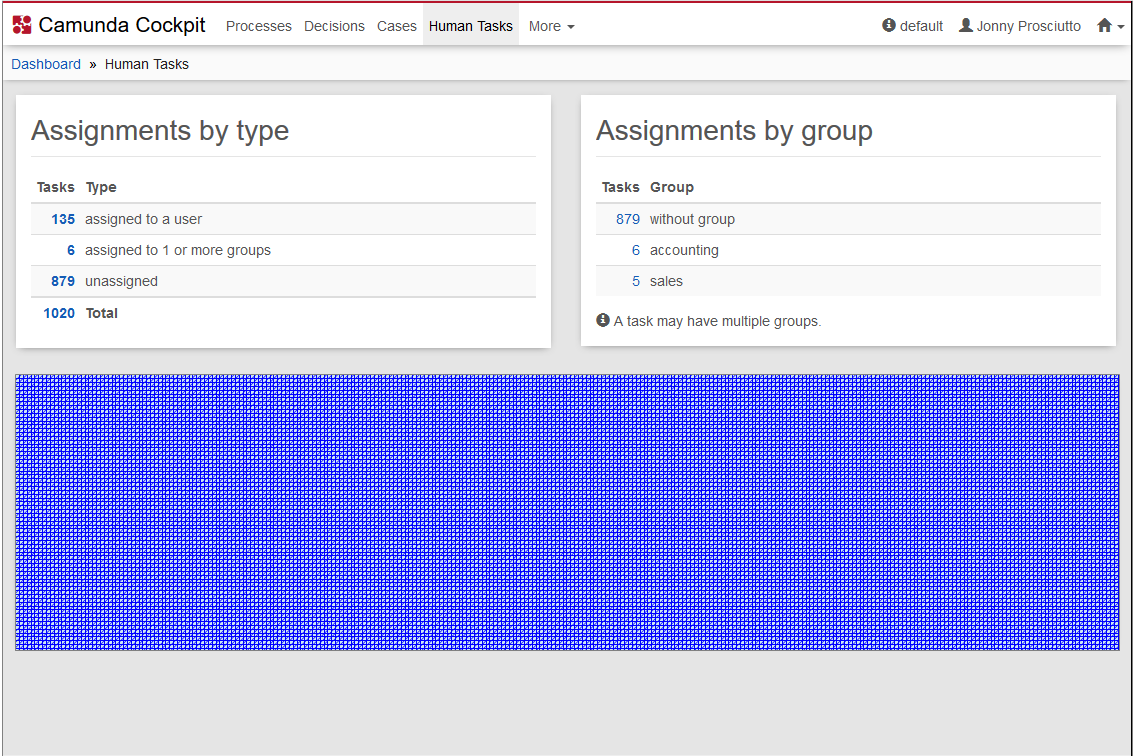 Camunda Cockpit Processes Decisions Cases Human Tasks More default Jonny Prosciutto
Dashboard » Human Tasks
Assignments by type
Tasks Type
135 assigned to a user
6 assigned to 1 or more groups
879 unassigned
1020 Total
Assignments by group
Tasks Group
879 without group
6 accounting
5 sales
A task may have multiple groups.